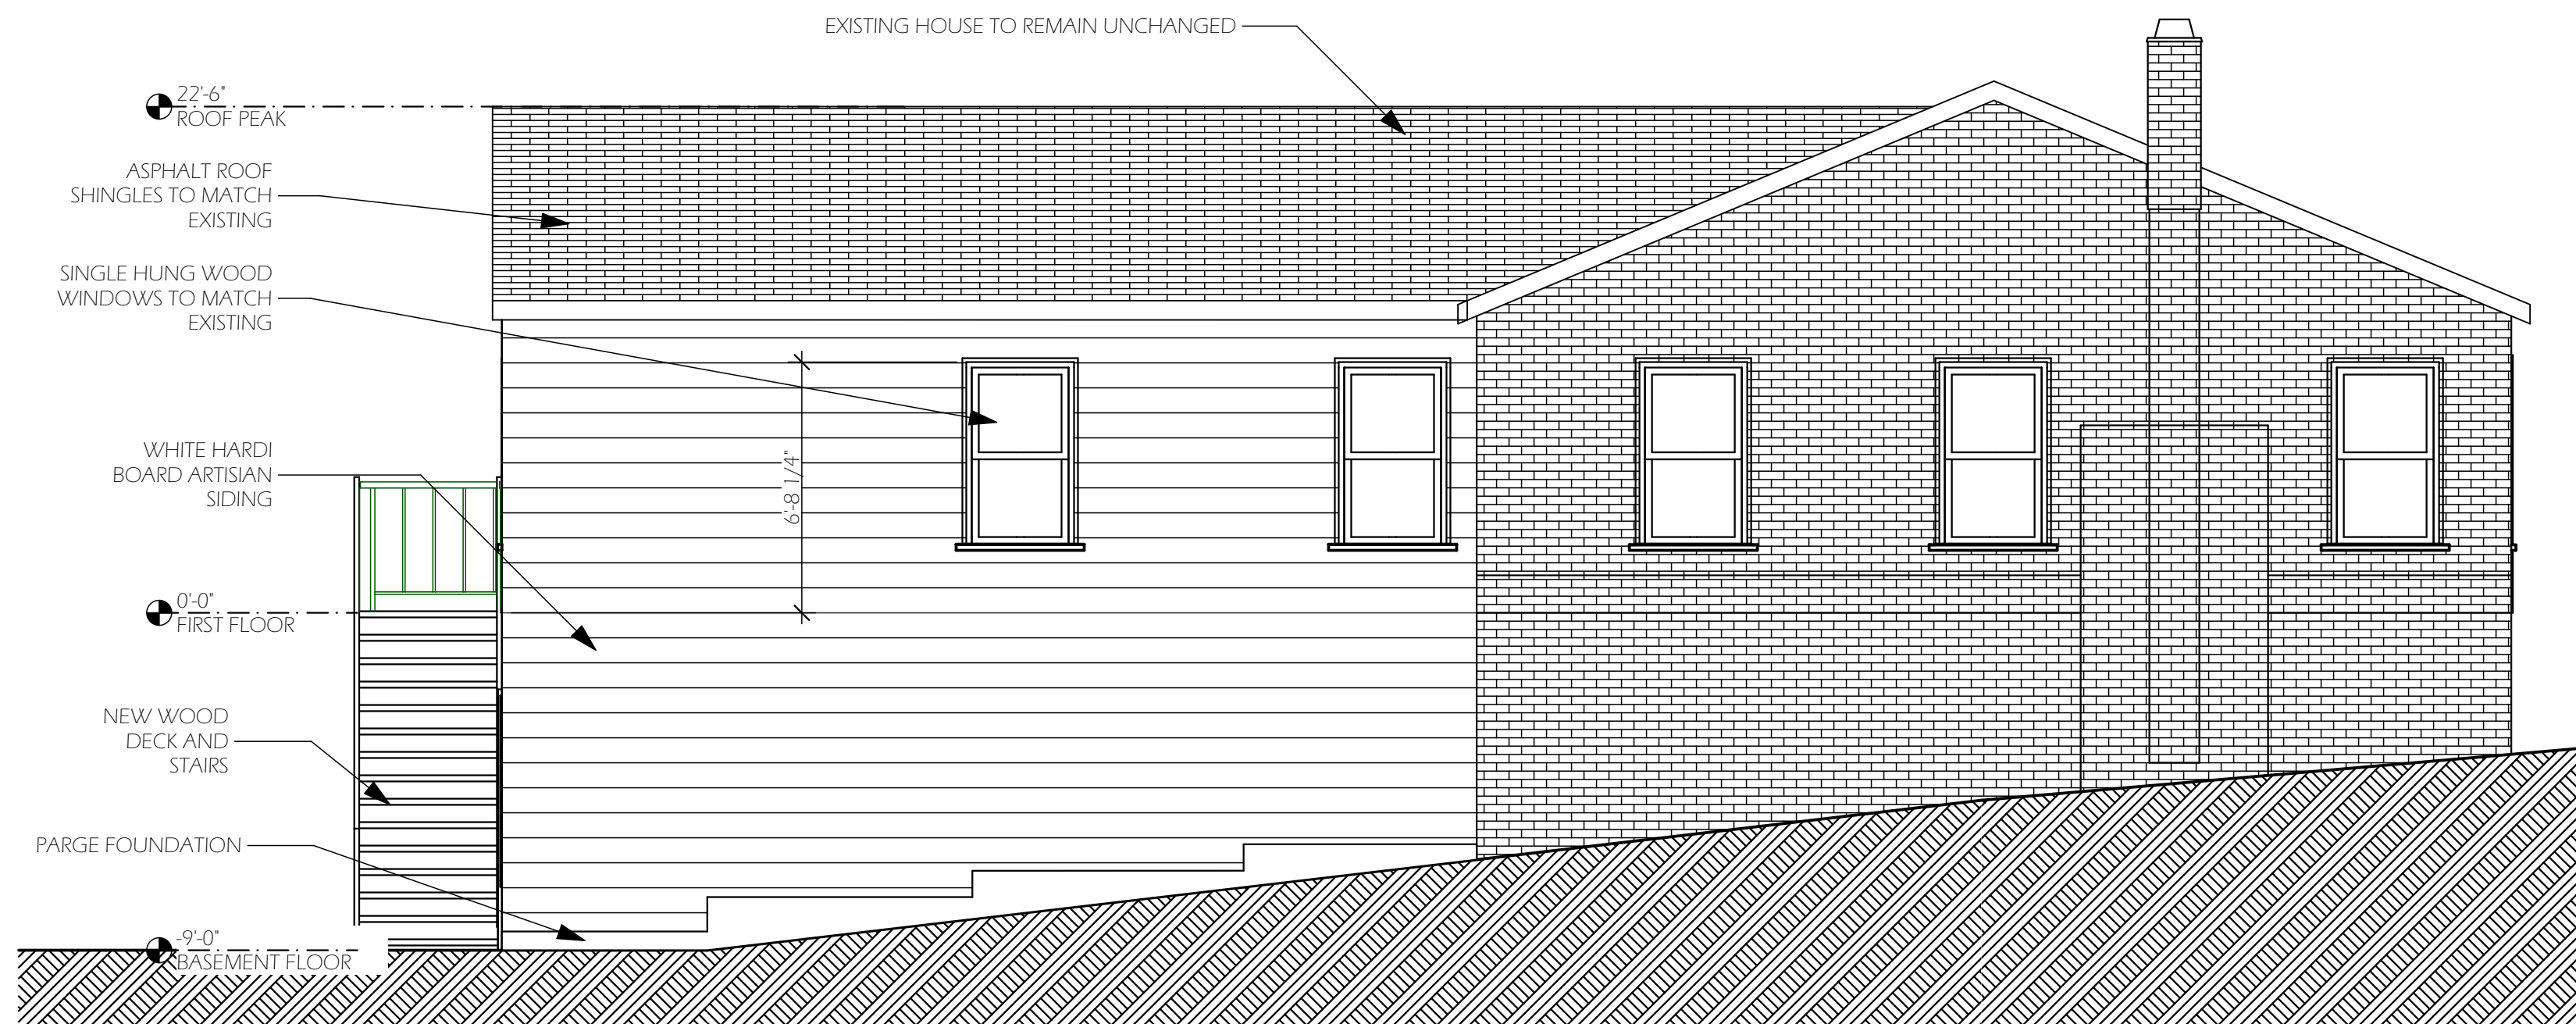 EXISTING HOUSE TO REMAIN UNCHANGED
22'-6"
ROOF PEAK
ASPHALT ROOF
SHINGLES TO MATCH
EXISTING
SINGLE HUNG WOOD
WINDOWS TO MATCH
EXISTING
WHITE HARDI
BOARD ARTISIAN
SIDING
6'-8 1/4"
0'-0"
FIRST FLOOR
NEW WOOD
DECK AND
STAIRS
PARGE FOUNDATION
-9'-0"
BASEMENT FLOOR